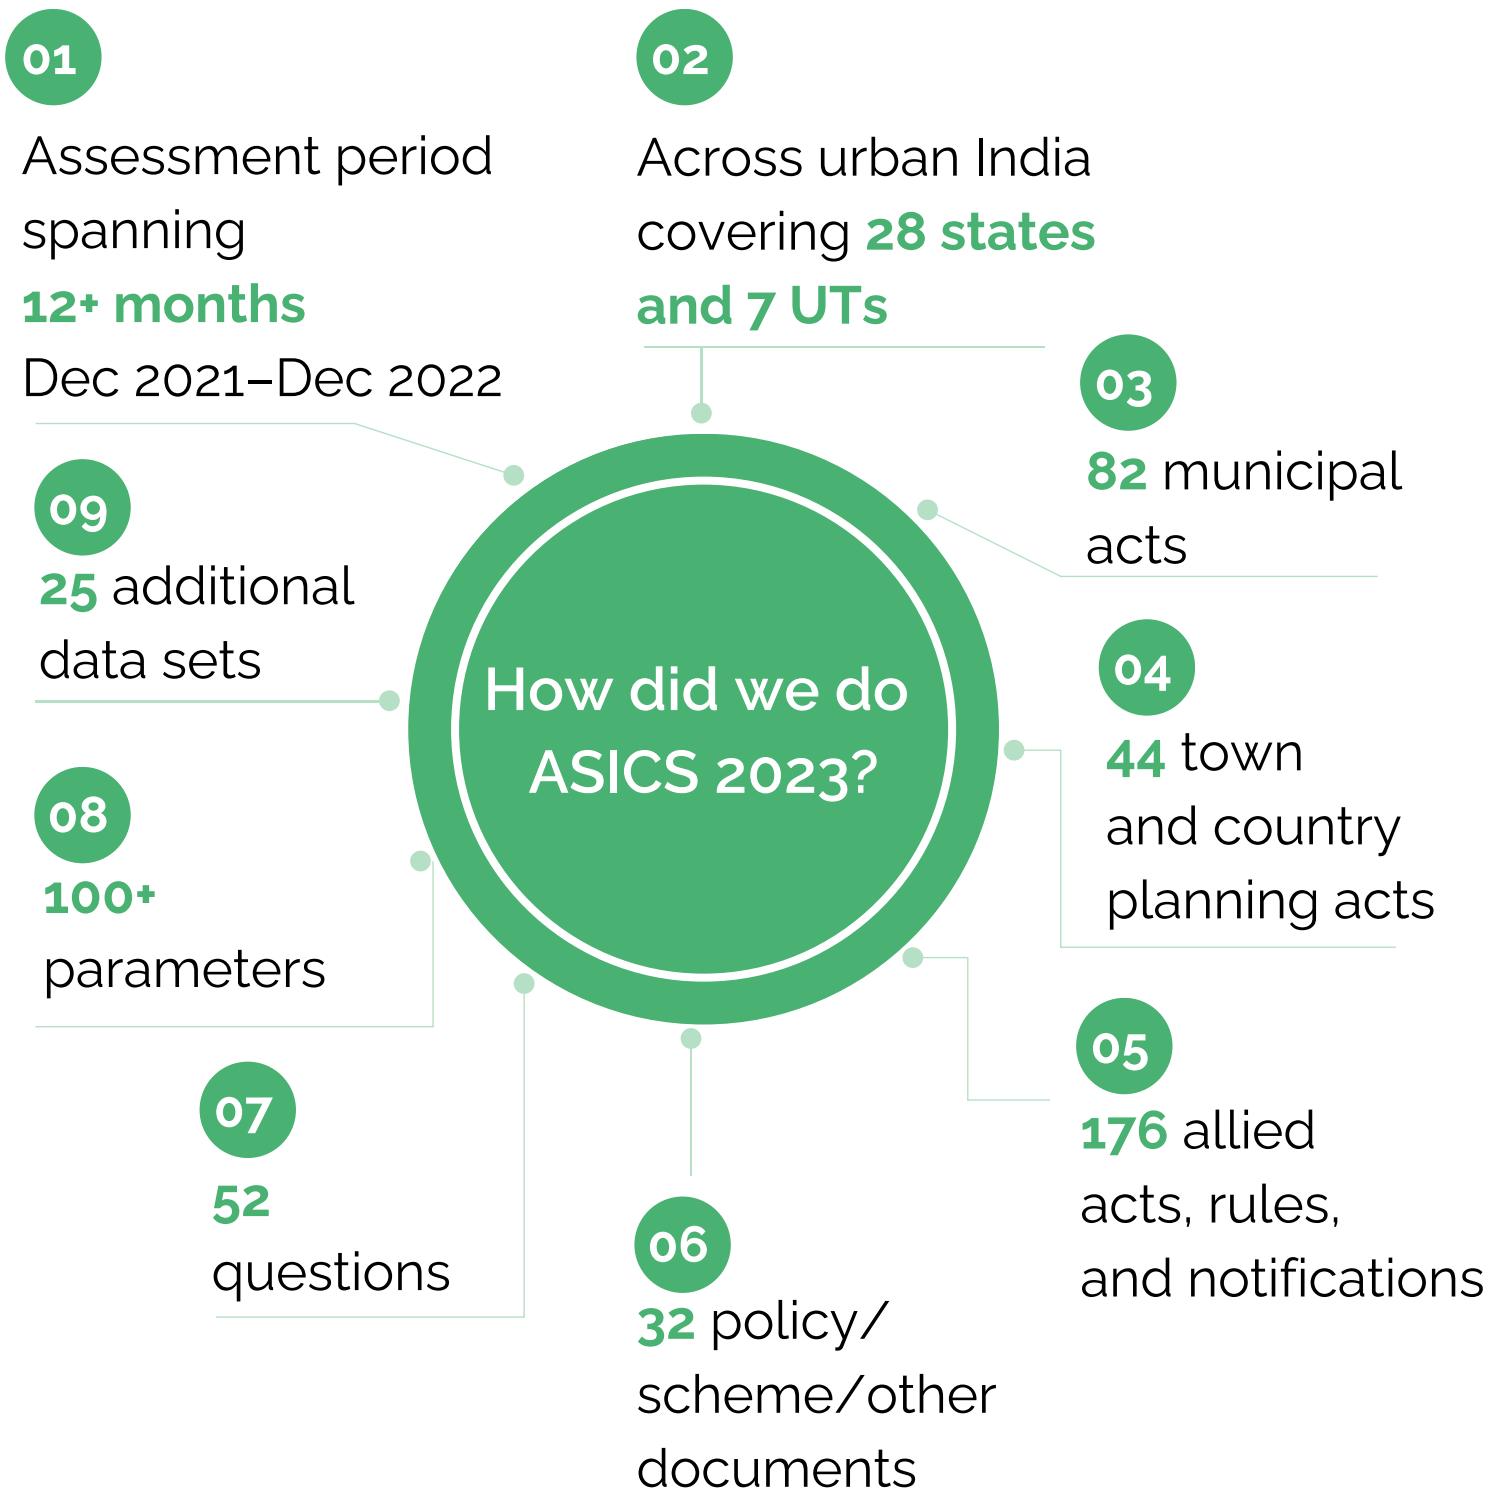 01
Assessment period
spanning
12+ months
Dec 2021–Dec 2022
02
Across urban India
covering 28 states
and 7 UTs
03
82 municipal
acts
04
44 town
and country
planning acts
05
176 allied
acts, rules,
and notifications
06
32 policy/
scheme/other
documents
07
52
questions
08
100+
parameters
09
25 additional
data sets
How did we do
ASICS 2023?